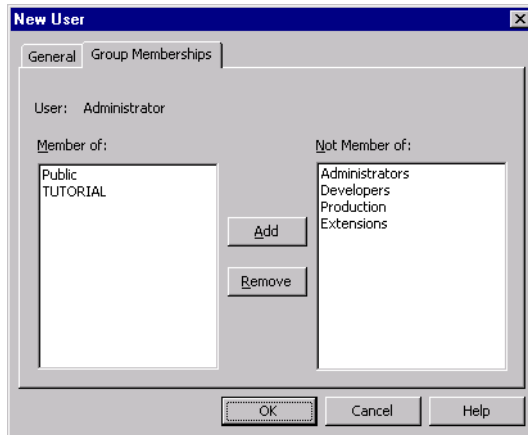 New User
General Group Memberships
User: Administrator
Member of: Not Member of:
Public
TUTORIAL
Administrators
Developers
Production
Extensions
Add
Remove
OK Cancel Help